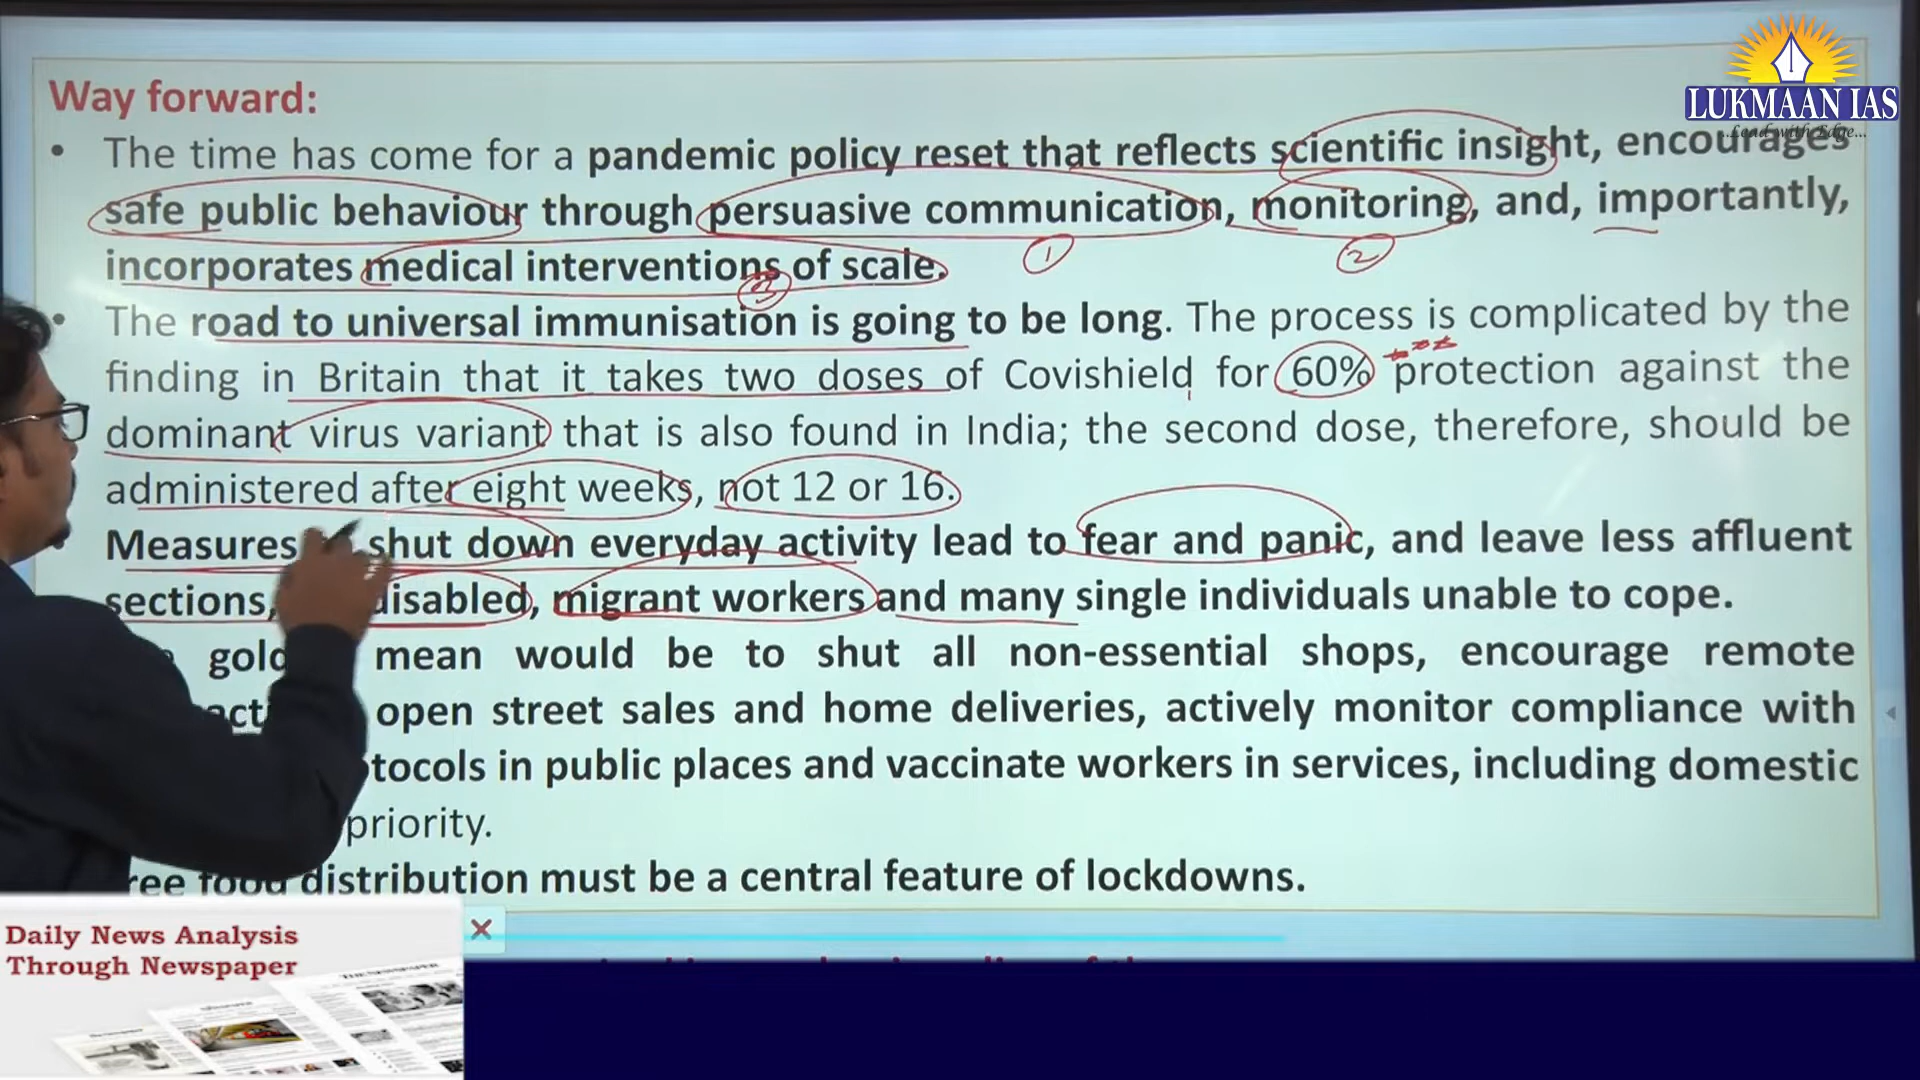 LUKMAAN IAS
...Lead with Edge...
Way forward:
• The time has come for a pandemic policy reset that reflects scientific insight, encourages
safe public behaviour through persuasive communication, monitoring, and, importantly,
incorporates medical interventions of scale.
1 2
3
• The road to universal immunisation is going to be long. The process is complicated by the
finding in Britain that it takes two doses of Covishield for 60% protection against the
dominant virus variant that is also found in India; the second dose, therefore, should be
administered after eight weeks, not 12 or 16.
Measures shut down everyday activity lead to fear and panic, and leave less affluent
sections, disabled, migrant workers and many single individuals unable to cope.
mean would be to shut all non-essential shops, encourage remote
open street sales and home deliveries, actively monitor compliance with
in public places and vaccinate workers in services, including domestic
priority.
food distribution must be a central feature of lockdowns.
Daily News Analysis
Through Newspaper